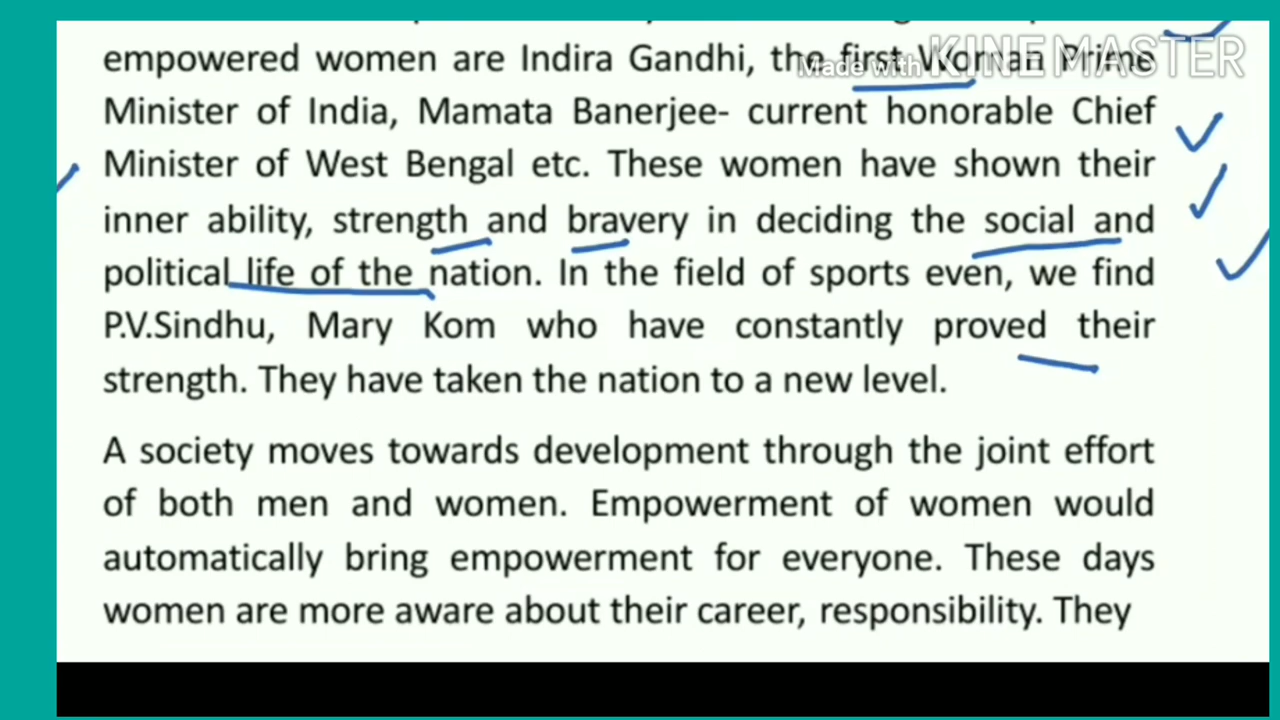 empowered women are Indira Gandhi, the first Woman Prime
Made with KINEMASTER
Minister of India, Mamata Banerjee- current honorable Chief
Minister of West Bengal etc. These women have shown their
inner ability, strength and bravery in deciding the social and
political life of the nation. In the field of sports even, we find
P.V.Sindhu, Mary Kom who have constantly proved their
strength. They have taken the nation to a new level.
A society moves towards development through the joint effort
of both men and women. Empowerment of women would
automatically bring empowerment for everyone. These days
women are more aware about their career, responsibility. They